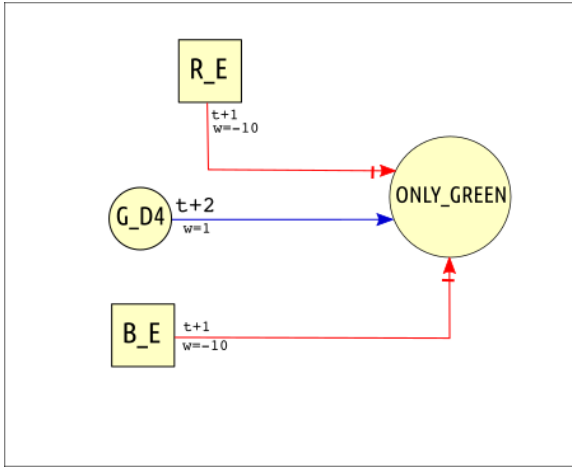 R_E
t+1
w=-10
ONLY_GREEN
G_D4
t+2
w=1
B_E
t+1
w=-10